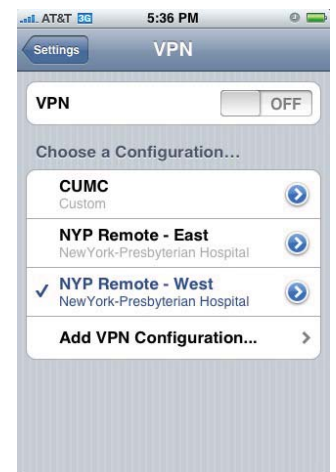 AT&T 3G 5:36 PM
Settings VPN
VPN OFF
Choose a Configuration...
CUMC
Custom
NYP Remote - East
NewYork-Presbyterian Hospital
NYP Remote - West
NewYork-Presbyterian Hospital
Add VPN Configuration...